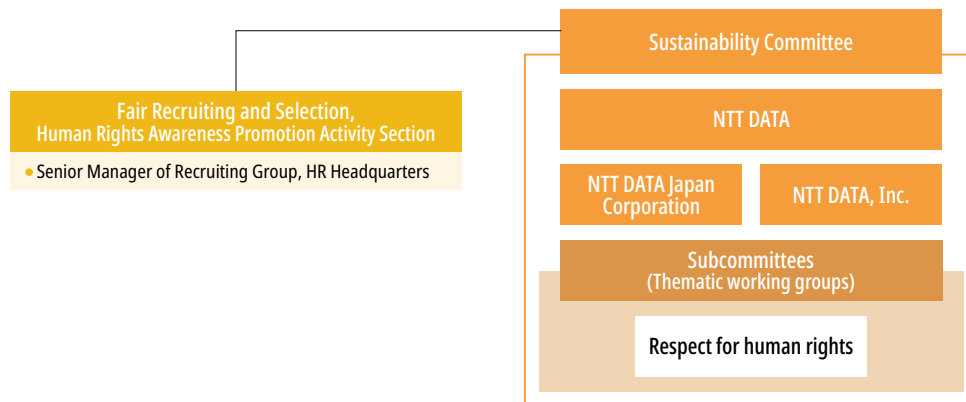 Sustainability Committee
Fair Recruiting and Selection,
Human Rights Awareness Promotion Activity Section
• Senior Manager of Recruiting Group, HR Headquarters
NTT DATA
NTT DATA Japan
Corporation
NTT DATA, Inc.
Subcommittees
(Thematic working groups)
Respect for human rights